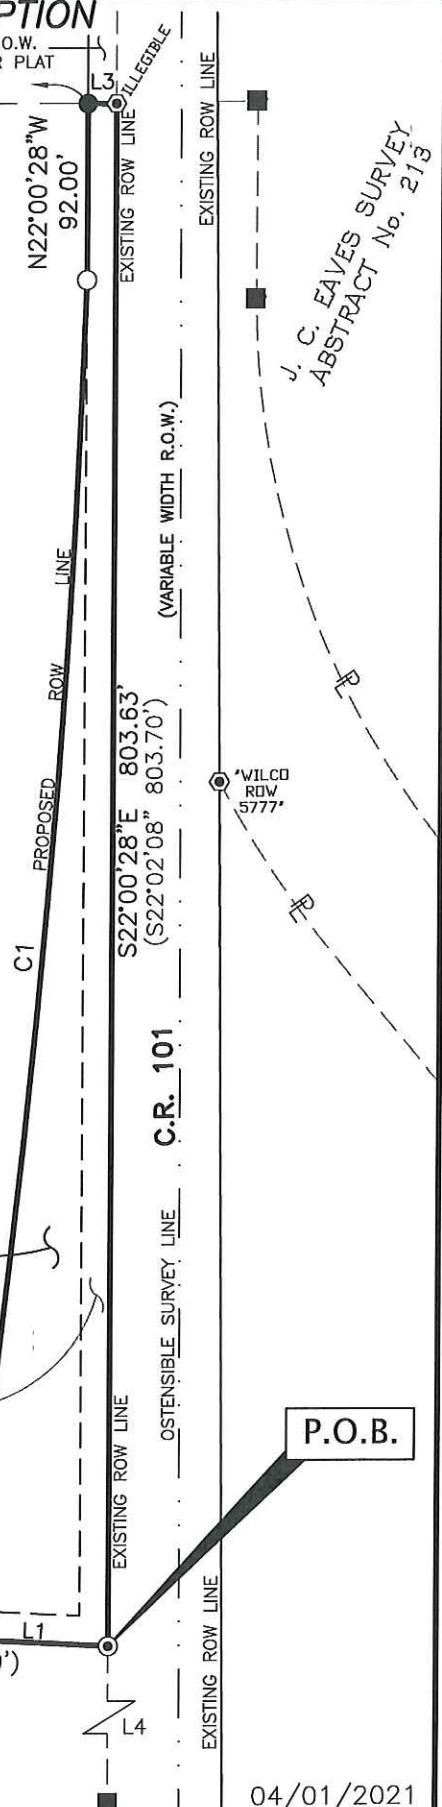 PTION
O.W.
R PLAT
L3
ILLEGIBLE
N22°00'28"W
92.00'
EXISTING ROW LINE
EXISTING ROW LINE
J. C. EAVES SURVEY
ABSTRACT No. 213
(VARIABLE WIDTH R.O.W.)
PROPOSED ROW LINE
C1
S22°00'28"E 803.63'
(S22°02'08" 803.70')
'WILCO
ROW
5777'
PL
PL
C.R. 101
OSTENSIBLE SURVEY LINE
EXISTING ROW LINE
P.O.B.
EXISTING ROW LINE
L1
')
L4
04/01/2021